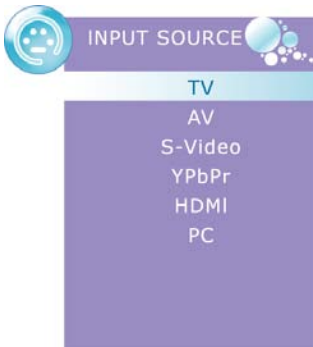 INPUT SOURCE
TV
AV
S-Video
YPbPr
HDMI
PC